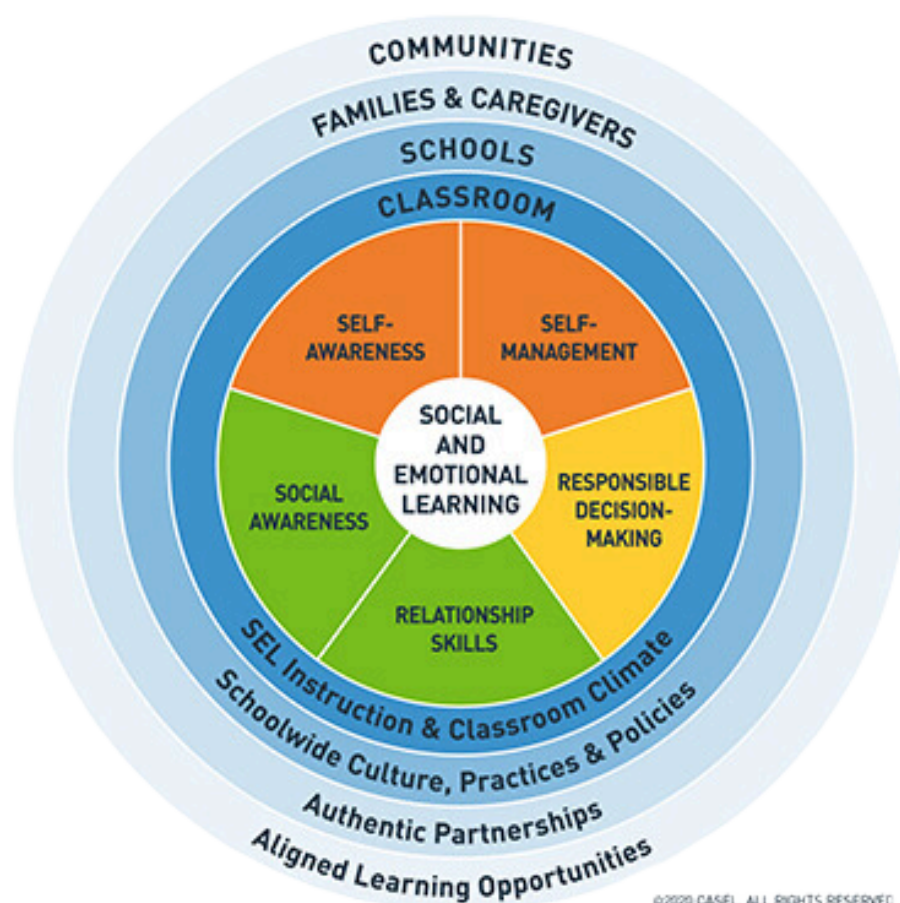 COMMUNITIES
FAMILIES & CAREGIVERS
SCHOOLS
CLASSROOM
SELF-
AWARENESS
SELF-
MANAGEMENT
SOCIAL
AND
EMOTIONAL
LEARNING
SOCIAL
AWARENESS
RESPONSIBLE
DECISION-
MAKING
RELATIONSHIP
SKILLS
SEL Instruction & Classroom Climate
Schoolwide Culture, Practices & Policies
Authentic Partnerships
Aligned Learning Opportunities
©2020 CASEL. ALL RIGHTS RESERVED